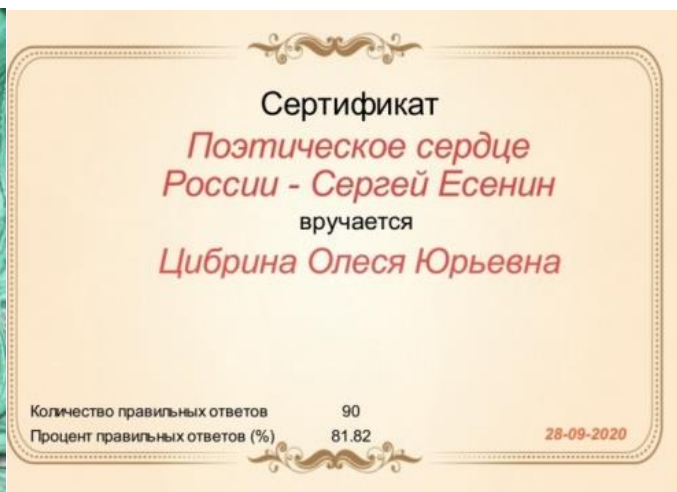 Сертификат
Поэтическое сердце
России - Сергей Есенин
вручается
Цибрина Олеся Юрьевна
Количество правильных ответов 90
Процент правильных ответов (%) 81.82
28-09-2020